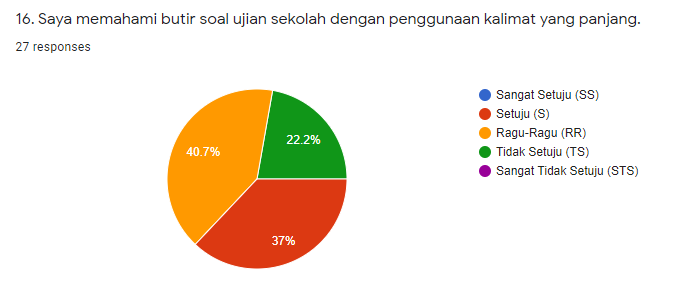 16. Saya memahami butir soal ujian sekolah dengan penggunaan kalimat yang panjang.
27 responses
Sangat Setuju (SS)
Setuju (S)
Ragu-Ragu (RR)
Tidak Setuju (TS)
Sangat Tidak Setuju (STS)
22.2%
40.7%
37%